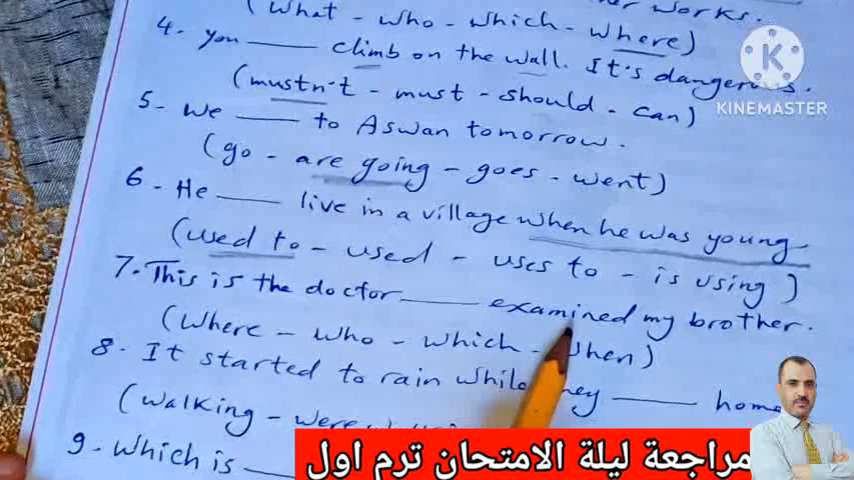 works.
(What - who - which - where)
4. you ____ climb on the wall. It's dangerous.
(mustn't - must - should - can)
5- We ____ to Aswan tomorrow.
(go - are going - goes - went)
6 - He ____ live in a village when he was young
(used to - used - uses to - is using)
7. This is the doctor ____ examined my brother.
(Where - who - which - when)
8. It started to rain while they ____ home
(walking - were
9- Which is ____
KINEMASTER
مراجعة ليلة الامتحان ترم اول